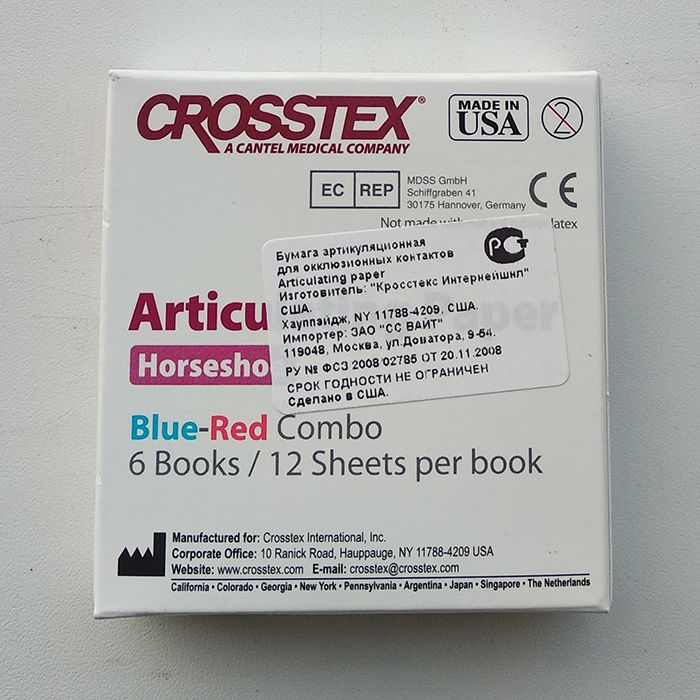 CROSSTEX®
A CANTEL MEDICAL COMPANY
MADE IN
USA
2
EC REP
MDSS GmbH
Schiffgraben 41
30175 Hannover, Germany
CE
Not made with latex
Бумага артикуляционная
для окклюзионных контактов
Articulating paper
Изготовитель: "Кросстекс Интернейшнл"
США.
Хауппэйдж, NY 11788-4209, США.
Импортер: ЗАО "СС ВАИТ"
119048, Москва, ул.Доватора, 9-54.
РУ № ФСЗ 2008/02785 ОТ 20.11.2008
СРОК ГОДНОСТИ НЕ ОГРАНИЧЕН
Сделано в США.
РСТ
Articu Paper
Horsesho
Blue-Red Combo
6 Books / 12 Sheets per book
Manufactured for: Crosstex International, Inc.
Corporate Office: 10 Ranick Road, Hauppauge, NY 11788-4209 USA
Website: www.crosstex.com E-mail: crosstex@crosstex.com
California • Colorado • Georgia • New York • Pennsylvania • Argentina • Japan • Singapore • The Netherlands